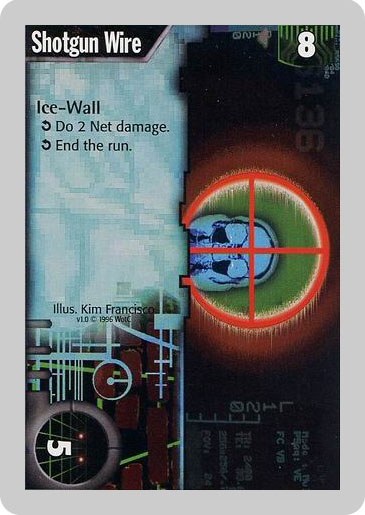 Shotgun Wire
8
Ice-Wall
Do 2 Net damage.
End the run.
Illus. Kim Francisco
v1.0 © 1996 WotC
5
L 120